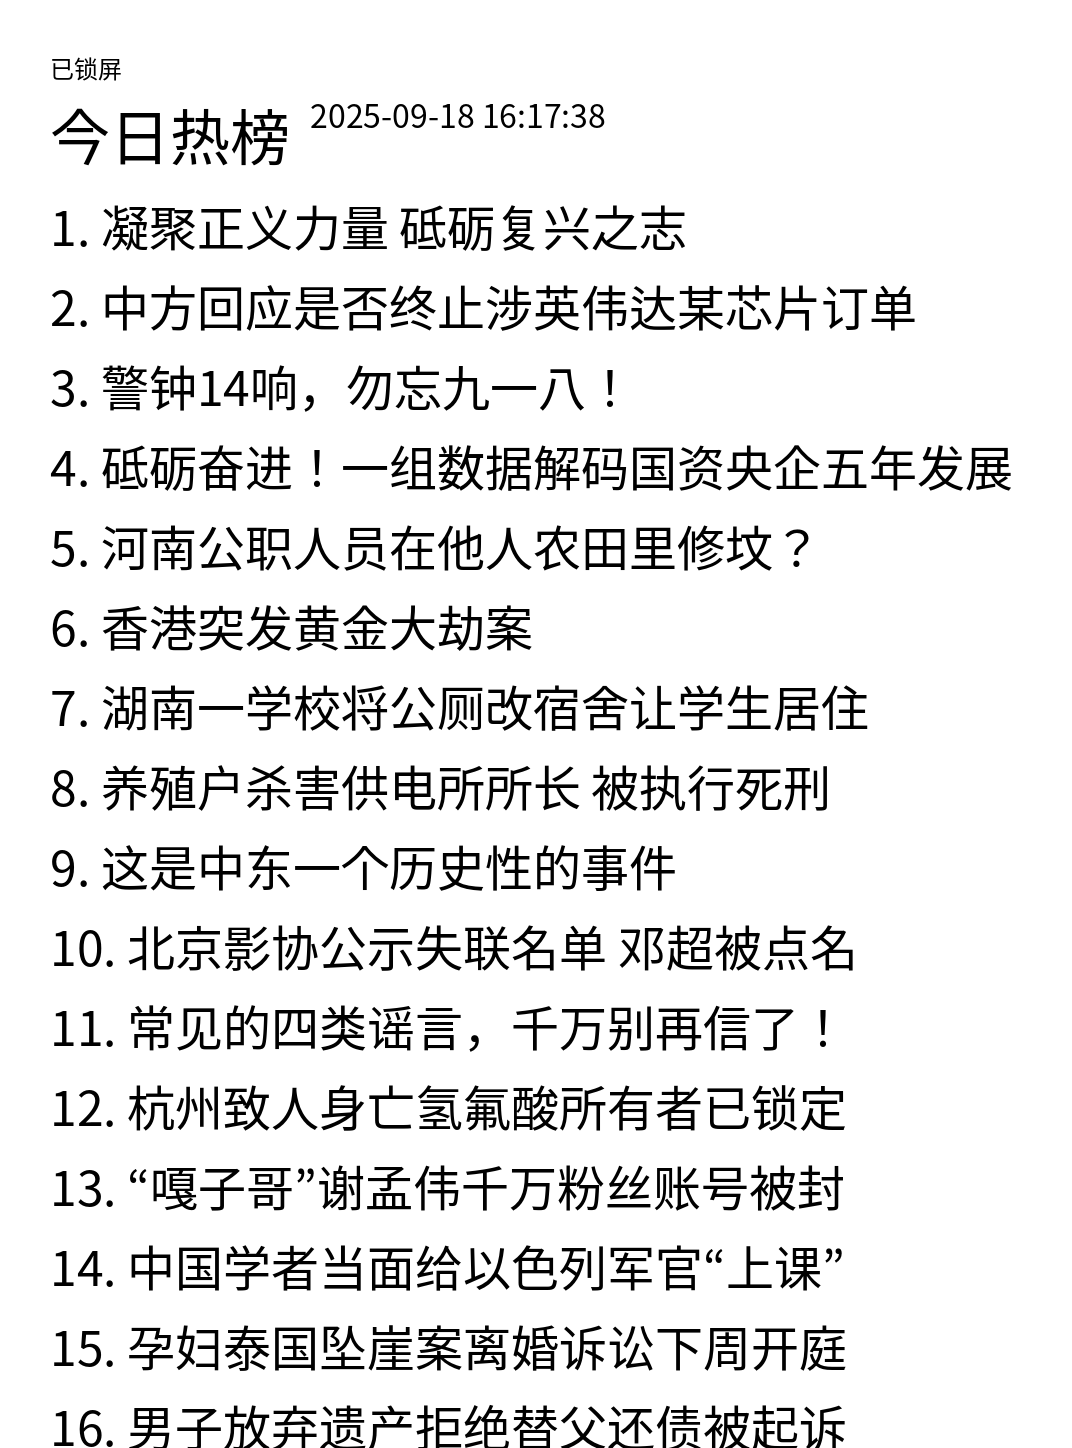 已锁屏
今日热榜 2025-09-18 16:17:38
1. 凝聚正义力量 砥砺复兴之志
2. 中方回应是否终止涉英伟达某芯片订单
3. 警钟14响，勿忘九一八！
4. 砥砺奋进！一组数据解码国资央企五年发展
5. 河南公职人员在他人农田里修坟？
6. 香港突发黄金大劫案
7. 湖南一学校将公厕改宿舍让学生居住
8. 养殖户杀害供电所所长 被执行死刑
9. 这是中东一个历史性的事件
10. 北京影协公示失联名单 邓超被点名
11. 常见的四类谣言，千万别再信了！
12. 杭州致人身亡氢氟酸所有者已锁定
13. “嘎子哥”谢孟伟千万粉丝账号被封
14. 中国学者当面给以色列军官“上课”
15. 孕妇泰国坠崖案离婚诉讼下周开庭
16. 男子放弃遗产拒绝替父还债被起诉